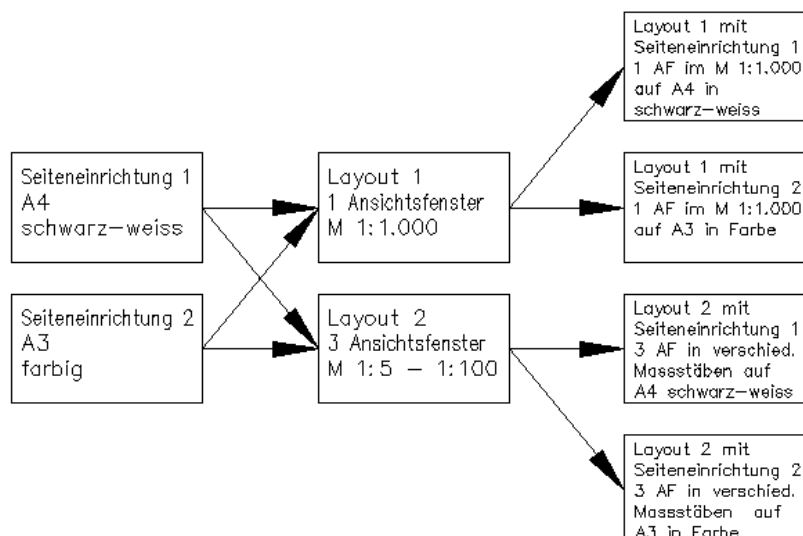 Seiteneinrichtung 1
A4
schwarz-weiss
Seiteneinrichtung 2
A3
farbig
Layout 1
1 Ansichtsfenster
M 1:1.000
Layout 2
3 Ansichtsfenster
M 1:5 - 1:100
Layout 1 mit
Seiteneinrichtung 1
1 AF im M 1:1.000
auf A4 in
schwarz-weiss
Layout 1 mit
Seiteneinrichtung 2
1 AF im M 1:1.000
auf A3 in Farbe
Layout 2 mit
Seiteneinrichtung 1
3 AF in verschied.
Massstäben auf
A4 schwarz-weiss
Layout 2 mit
Seiteneinrichtung 2
3 AF in verschied.
Massstäben auf
A3 in Farbe